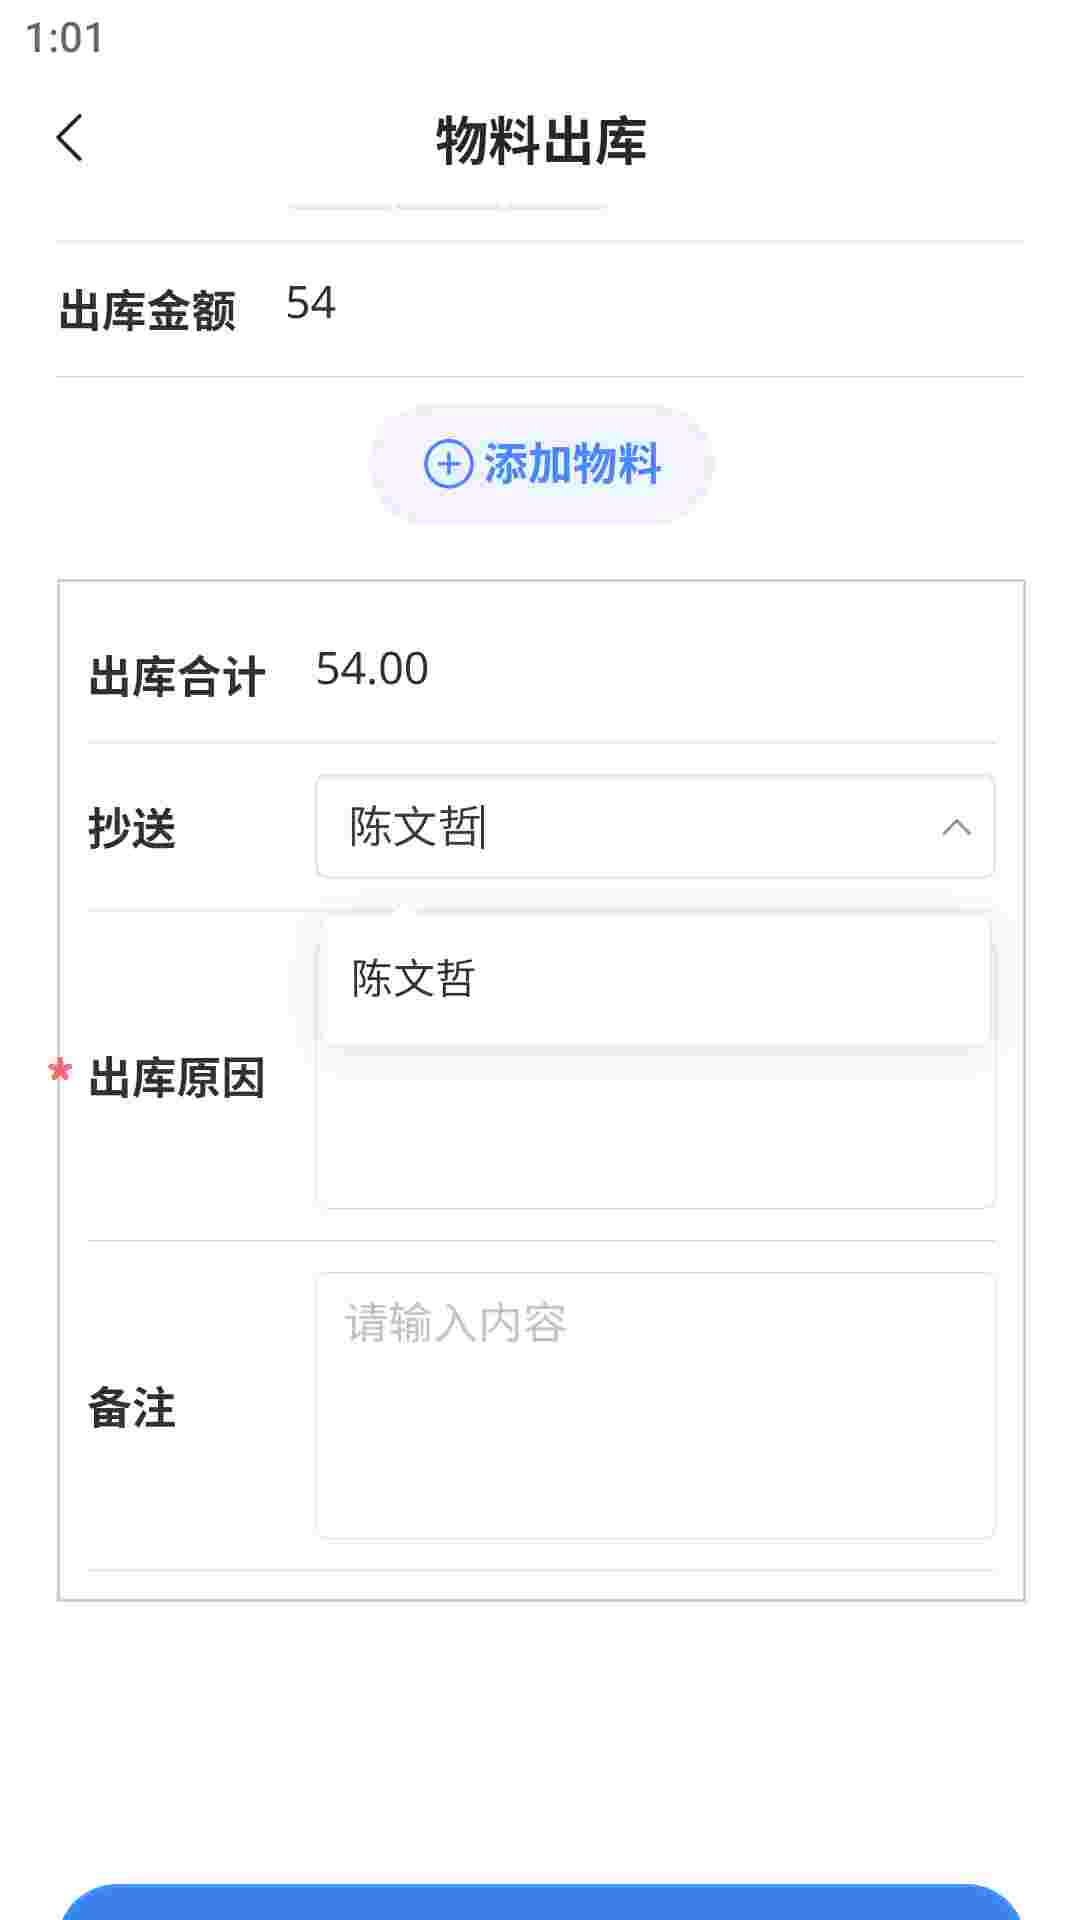 1:01
物料出库
出库金额 54
添加物料
出库合计 54.00
抄送 陈文哲
陈文哲
* 出库原因
请输入内容
备注